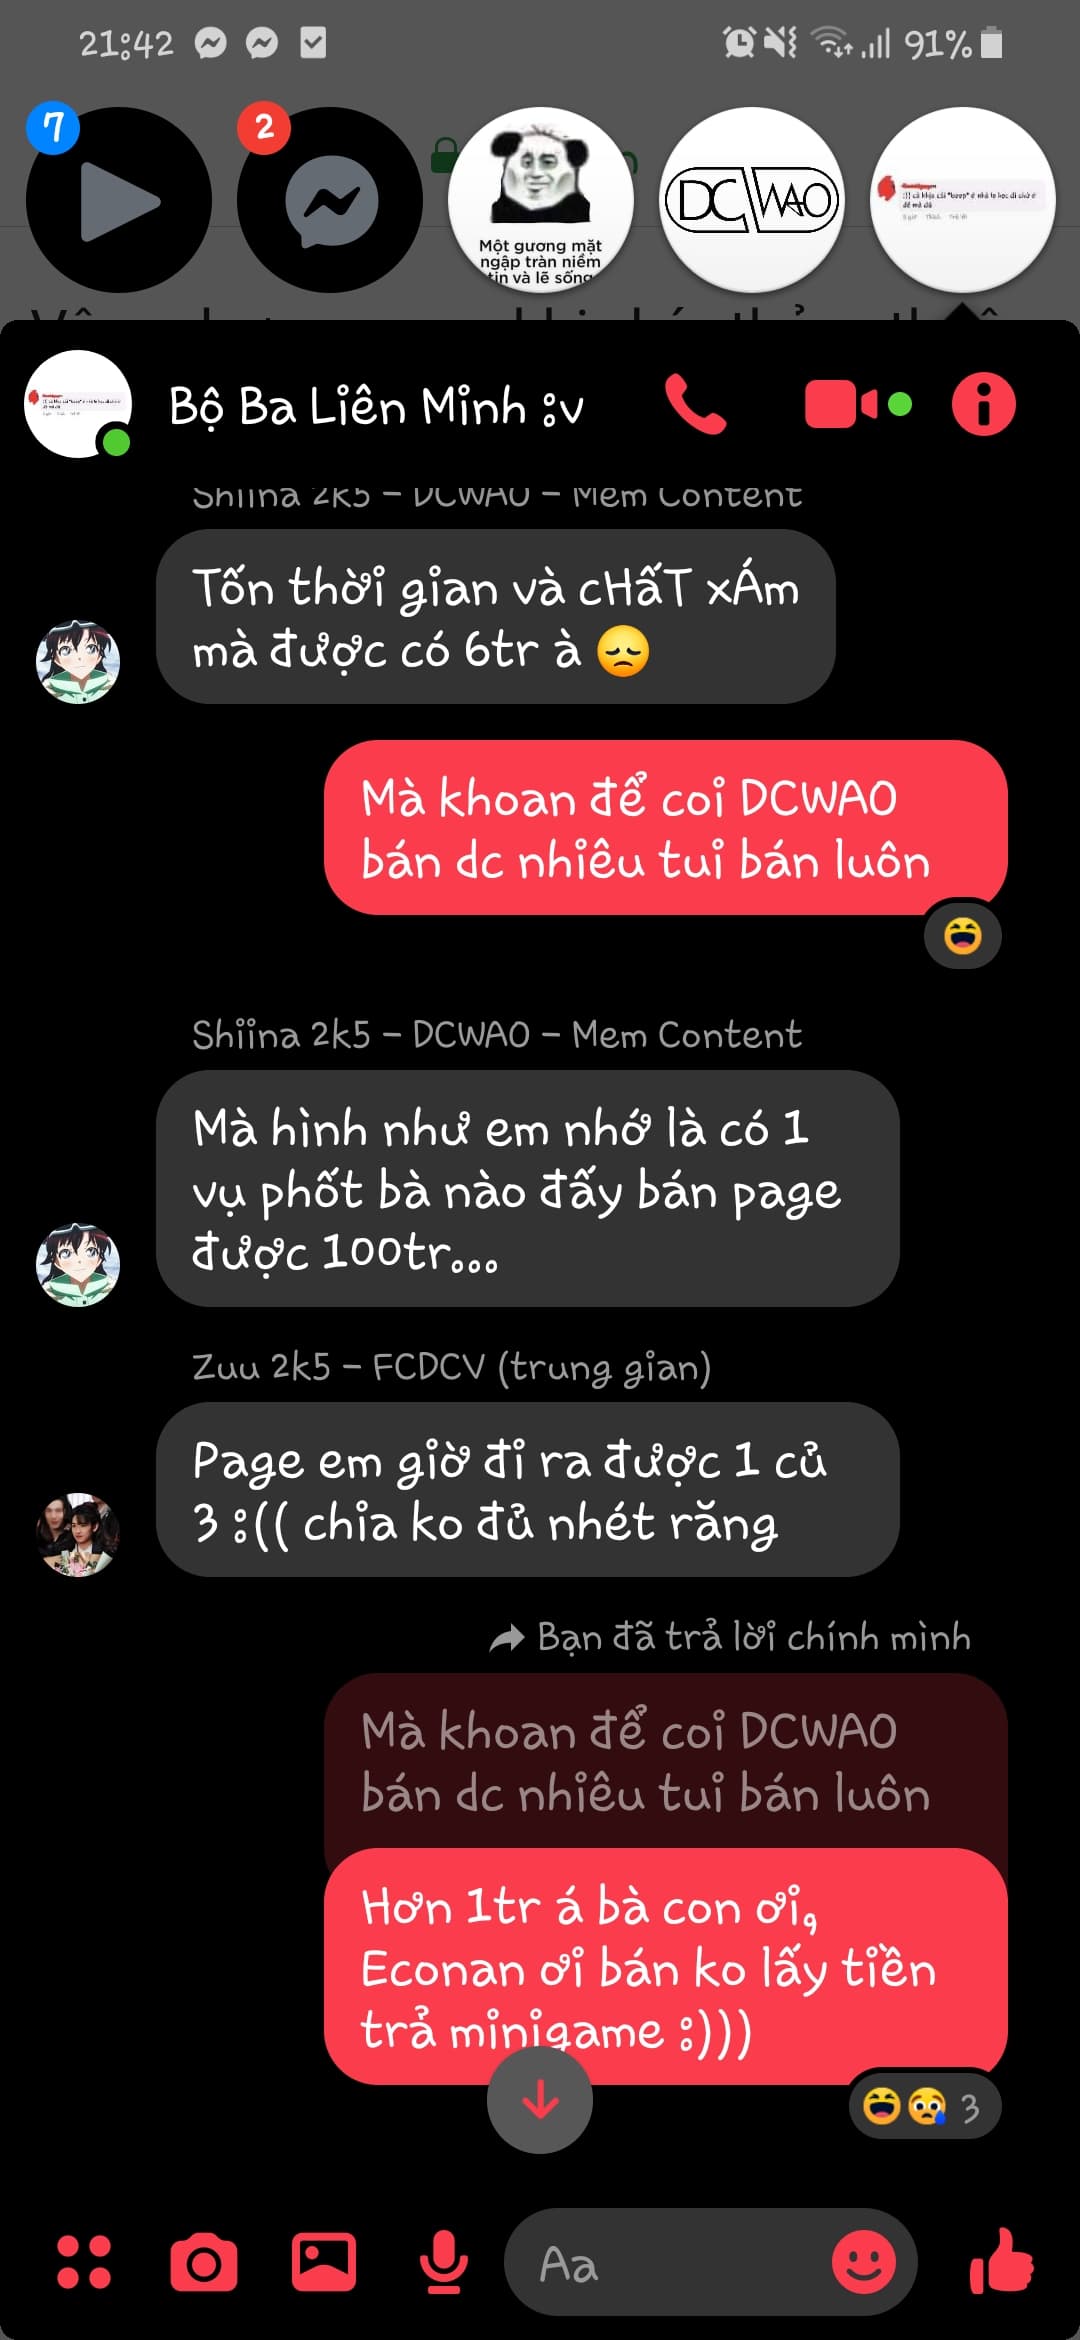 21:42
91%
7
2
Một gương mặt
ngập tràn niềm
tin và lẽ sống
DC WAO
Bộ Ba Liên Minh :v
Shiina 2k5 – DCWAO – Mem Content
Tốn thời gian và cHấT xÁm
mà được có 6tr à 😞
Mà khoan để coi DCWAO
bán dc nhiêu tui bán luôn
Shiina 2k5 – DCWAO – Mem Content
Mà hình như em nhớ là có 1
vụ phốt bà nào đấy bán page
được 100tr...
Zuu 2k5 – FCDCV (trung gian)
Page em giờ đi ra được 1 củ
3 :(( chia ko đủ nhét răng
Bạn đã trả lời chính mình
Mà khoan để coi DCWAO
bán dc nhiêu tui bán luôn
Hơn 1tr á bà con ơi,
Econan ơi bán ko lấy tiền
trả minigame :)))
3
Aa